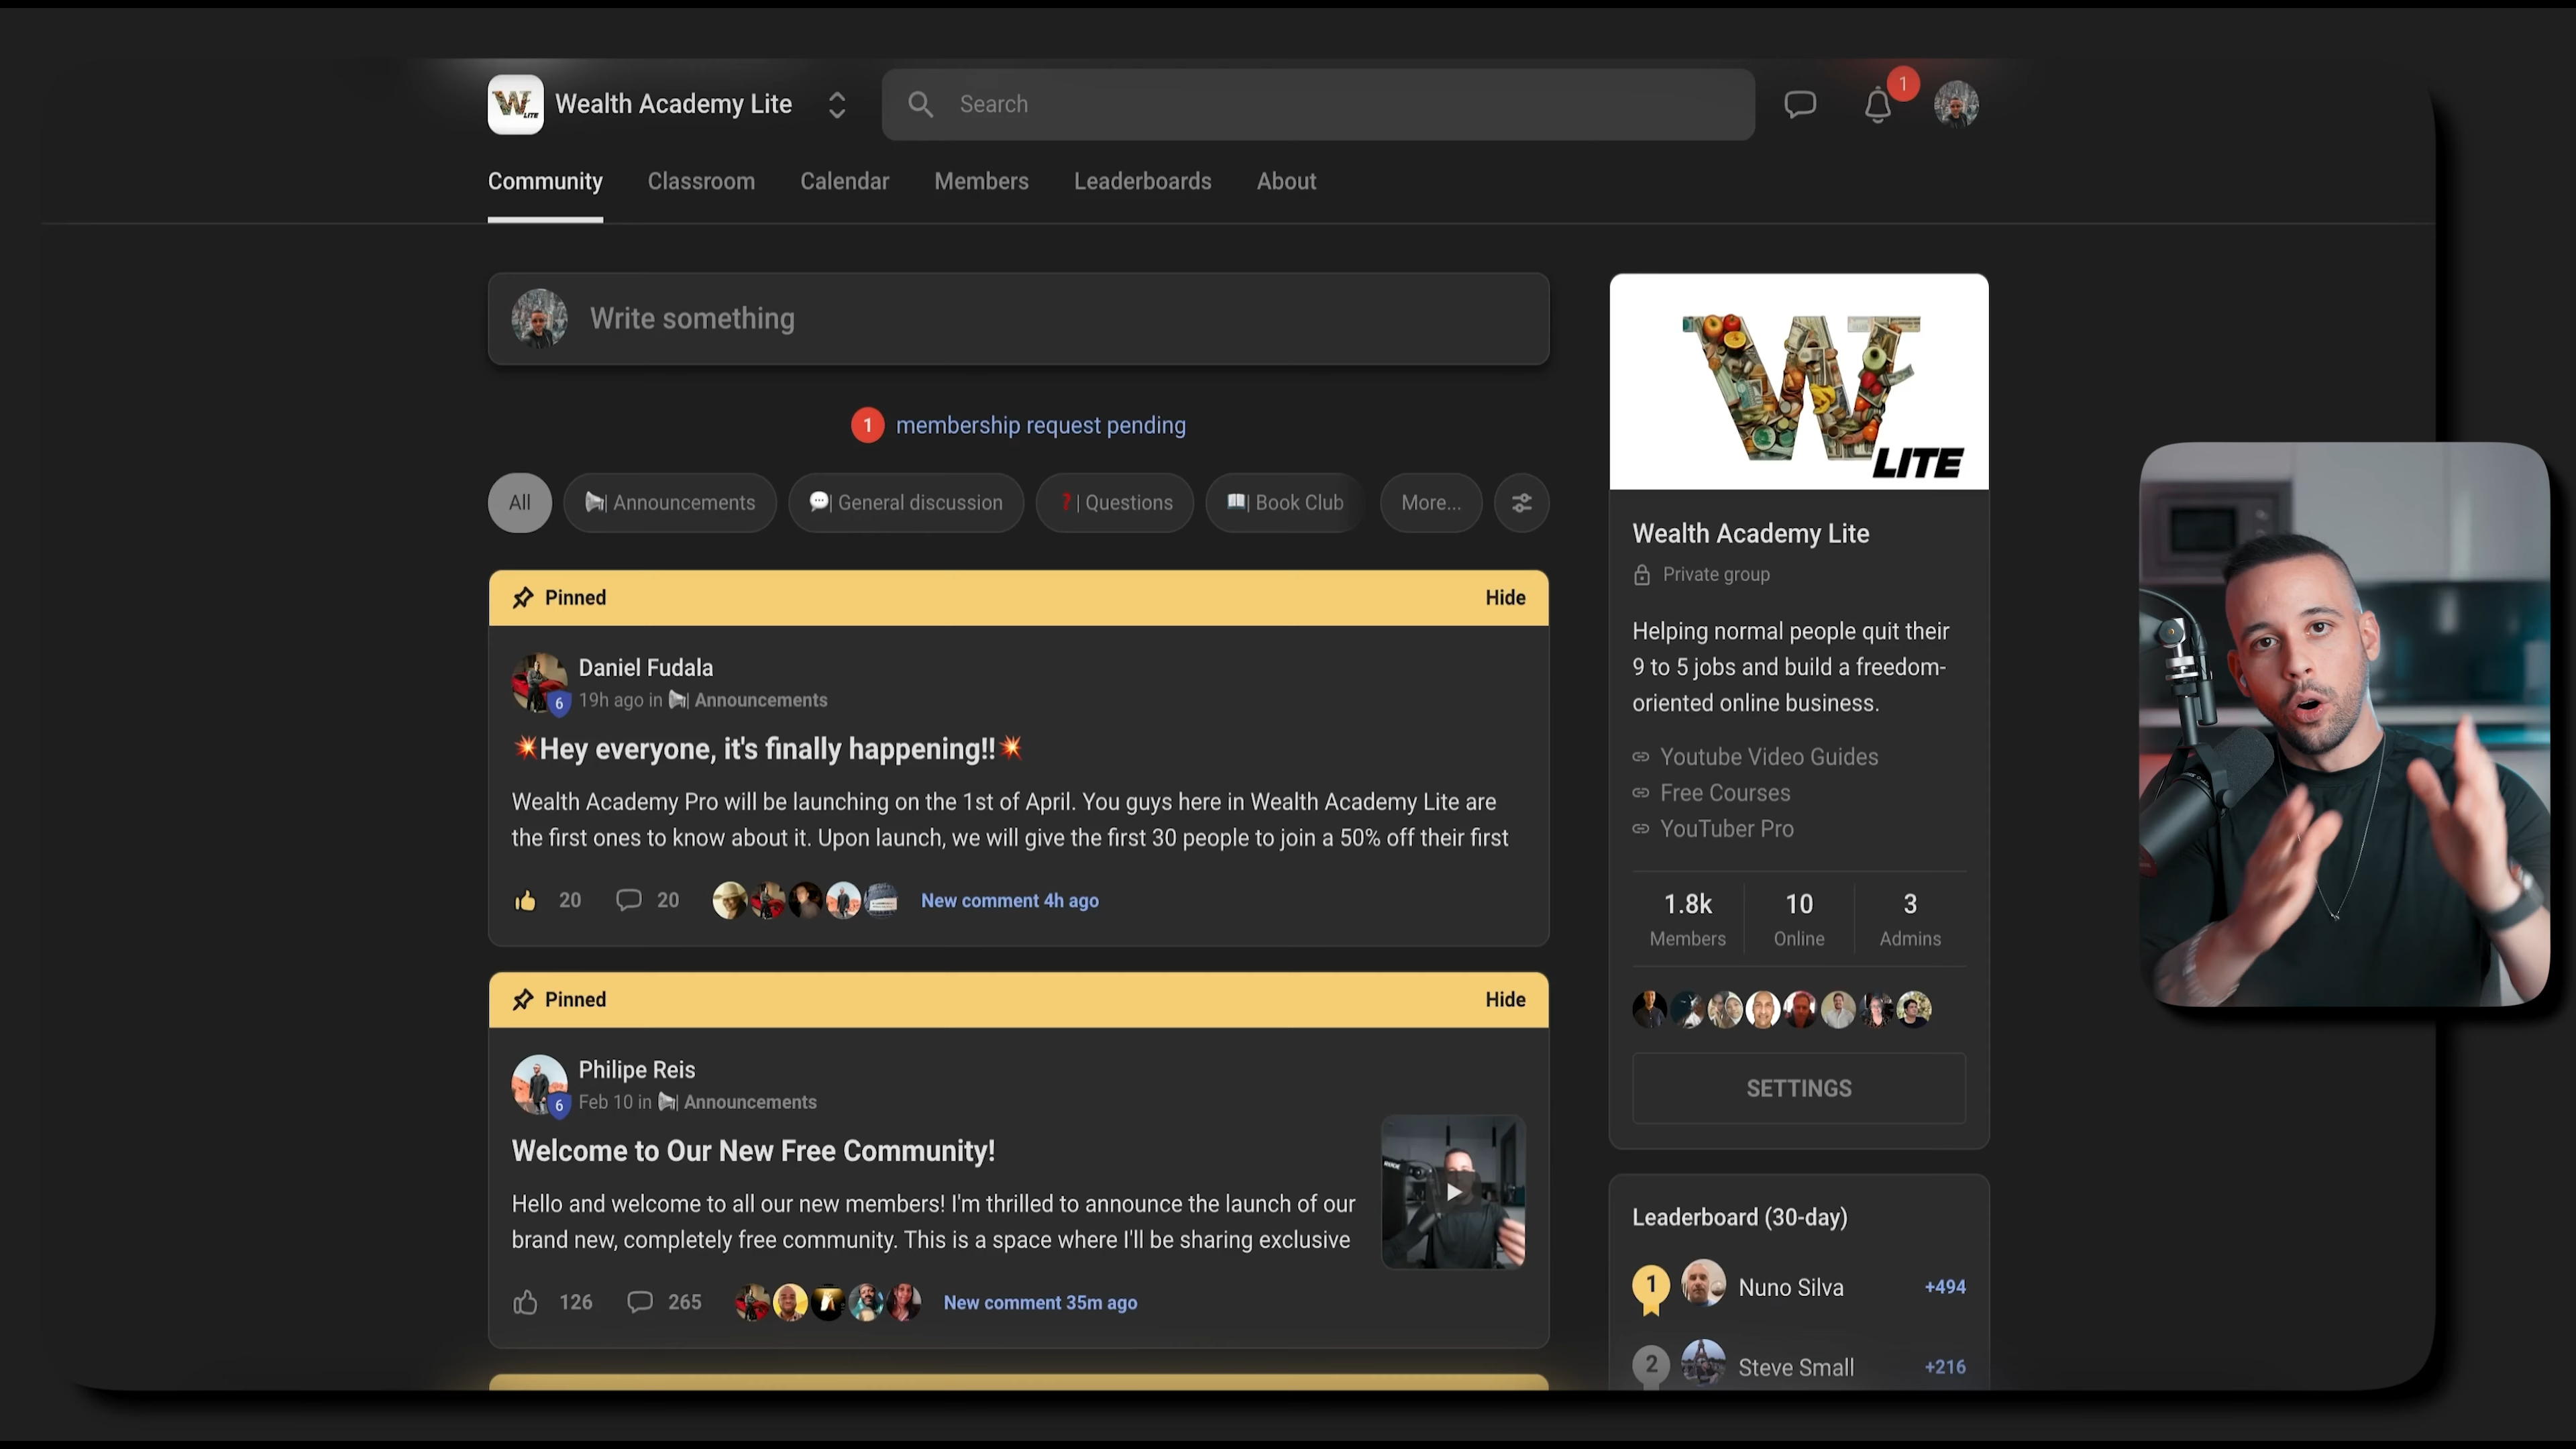 W LITE
Wealth Academy Lite
Search
1
Community
Classroom
Calendar
Members
Leaderboards
About
Write something
1 membership request pending
All
Announcements
General discussion
❓| Questions
Book Club
More...
Pinned
Hide
Daniel Fudala
6
19h ago in 📢| Announcements
💥Hey everyone, it's finally happening!!💥
Wealth Academy Pro will be launching on the 1st of April. You guys here in Wealth Academy Lite are
the first ones to know about it. Upon launch, we will give the first 30 people to join a 50% off their first
20
20
New comment 4h ago
Pinned
Hide
Philipe Reis
6
Feb 10 in 📢| Announcements
Welcome to Our New Free Community!
Hello and welcome to all our new members! I'm thrilled to announce the launch of our
brand new, completely free community. This is a space where I'll be sharing exclusive
126
265
New comment 35m ago
W LITE
Wealth Academy Lite
Private group
Helping normal people quit their
9 to 5 jobs and build a freedom-
oriented online business.
Youtube Video Guides
Free Courses
YouTuber Pro
1.8k
Members
10
Online
3
Admins
SETTINGS
Leaderboard (30-day)
1 Nuno Silva +494
2 Steve Small +216